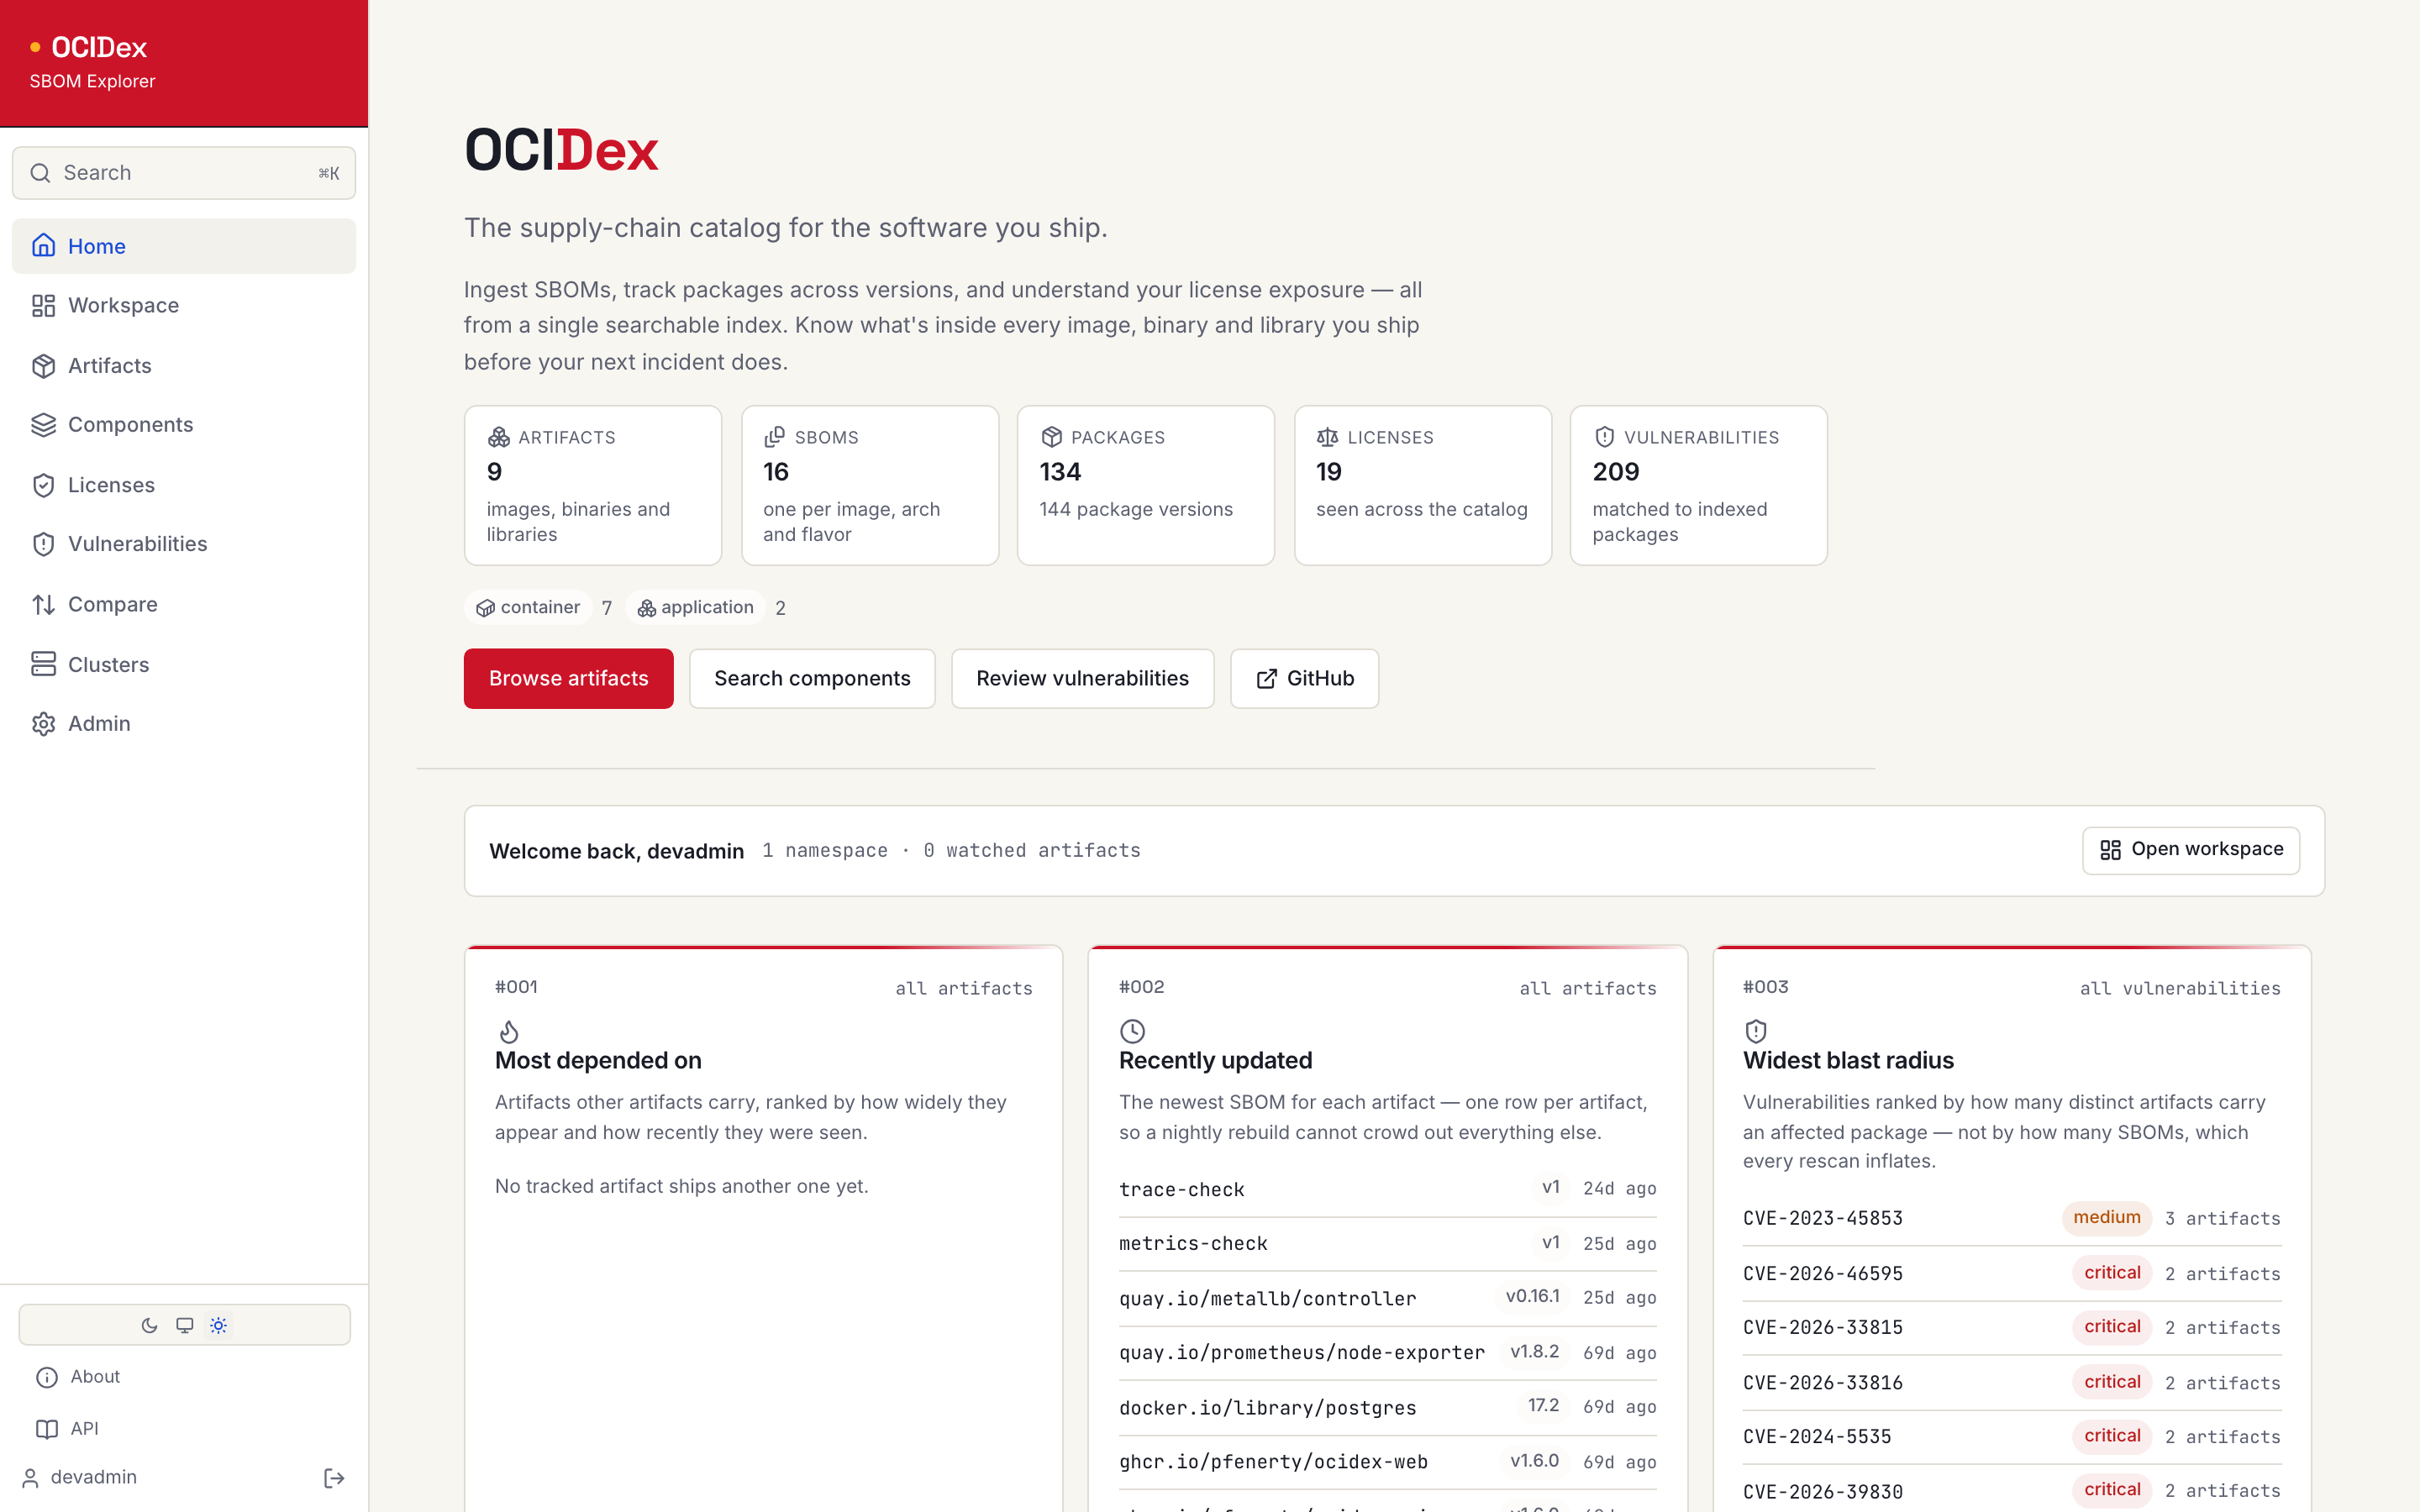 OCIDex
SBOM Explorer
Search ⌘K
Home
Workspace
Artifacts
Components
Licenses
Vulnerabilities
Compare
Clusters
Admin
About
API
devadmin
OCIDex
The supply-chain catalog for the software you ship.
Ingest SBOMs, track packages across versions, and understand your license exposure — all
from a single searchable index. Know what's inside every image, binary and library you ship
before your next incident does.
ARTIFACTS
9
images, binaries and
libraries
SBOMS
16
one per image, arch
and flavor
PACKAGES
134
144 package versions
LICENSES
19
seen across the catalog
VULNERABILITIES
209
matched to indexed
packages
container 7 application 2
Browse artifacts Search components Review vulnerabilities GitHub
Welcome back, devadmin 1 namespace · 0 watched artifacts Open workspace
#001 all artifacts
Most depended on
Artifacts other artifacts carry, ranked by how widely they
appear and how recently they were seen.
No tracked artifact ships another one yet.
#002 all artifacts
Recently updated
The newest SBOM for each artifact — one row per artifact,
so a nightly rebuild cannot crowd out everything else.
trace-check v1 24d ago
metrics-check v1 25d ago
quay.io/metallb/controller v0.16.1 25d ago
quay.io/prometheus/node-exporter v1.8.2 69d ago
docker.io/library/postgres 17.2 69d ago
ghcr.io/pfenerty/ocidex-web v1.6.0 69d ago
#003 all vulnerabilities
Widest blast radius
Vulnerabilities ranked by how many distinct artifacts carry
an affected package — not by how many SBOMs, which
every rescan inflates.
CVE-2023-45853 medium 3 artifacts
CVE-2026-46595 critical 2 artifacts
CVE-2026-33815 critical 2 artifacts
CVE-2026-33816 critical 2 artifacts
CVE-2024-5535 critical 2 artifacts
CVE-2026-39830 critical 2 artifacts